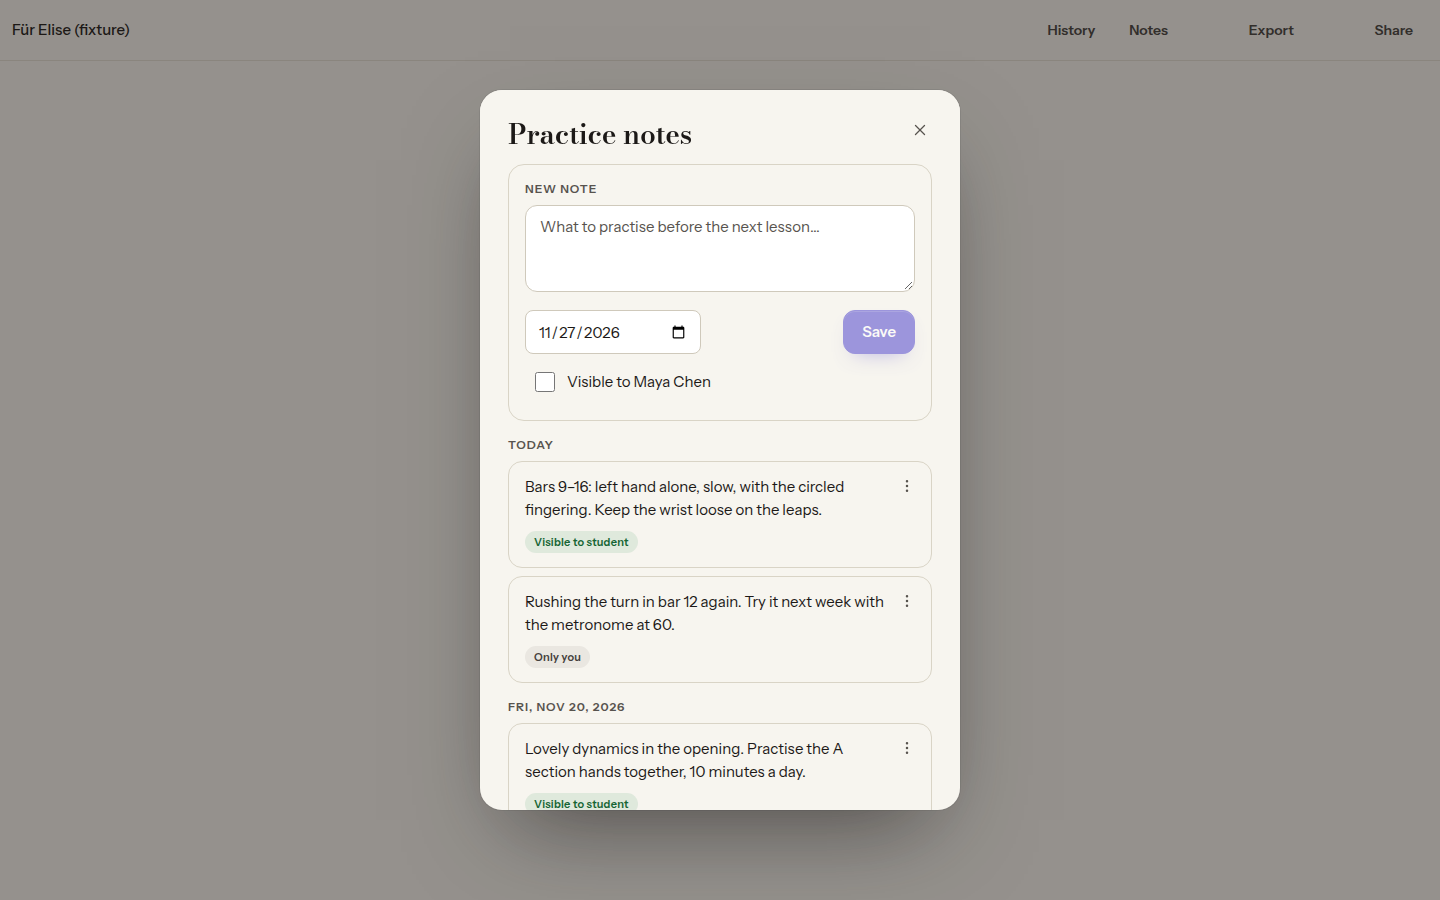 Für Elise (fixture)
History
Notes
Export
Share
Practice notes
NEW NOTE
What to practise before the next lesson...
11/27/2026
Save
Visible to Maya Chen
TODAY
Bars 9–16: left hand alone, slow, with the circled
fingering. Keep the wrist loose on the leaps.
Visible to student
Rushing the turn in bar 12 again. Try it next week with
the metronome at 60.
Only you
FRI, NOV 20, 2026
Lovely dynamics in the opening. Practise the A
section hands together, 10 minutes a day.
Visible to student